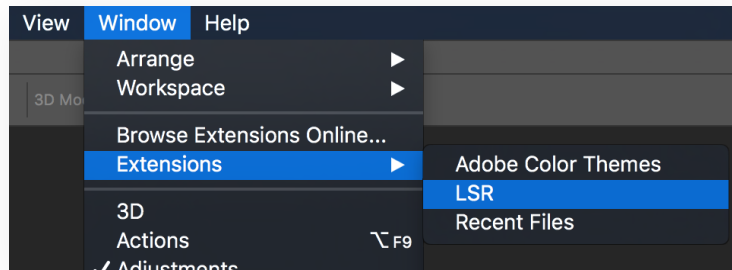 View Window Help
Arrange
Workspace
3D Mo
Browse Extensions Online...
Extensions
Adobe Color Themes
LSR
Recent Files
3D
Actions ⌥ F9
✓ Adjustments